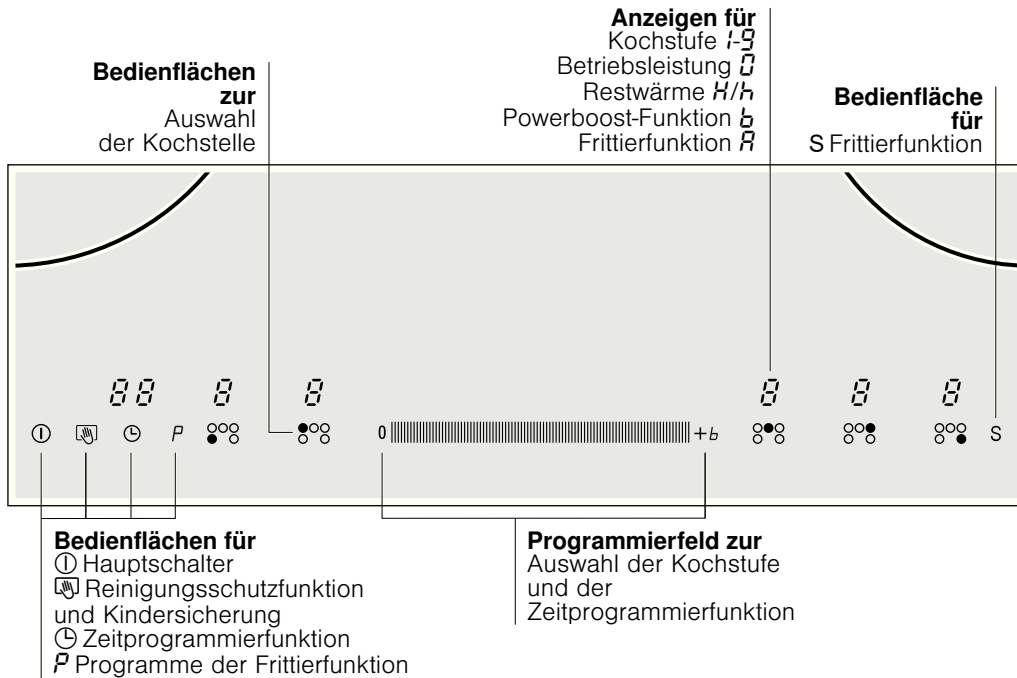 Anzeigen für
Kochstufe 1-9
Betriebsleistung 0
Restwärme H/h
Powerboost-Funktion b
Frittierfunktion A
Bedienflächen
zur
Auswahl
der Kochstelle
Bedienfläche
für
S Frittierfunktion
88 8 8 8 8 8
P 0 +b S
Bedienflächen für
Hauptschalter
Reinigungsschutzfunktion
und Kindersicherung
Zeitprogrammierfunktion
P Programme der Frittierfunktion
Programmierfeld zur
Auswahl der Kochstufe
und der
Zeitprogrammierfunktion